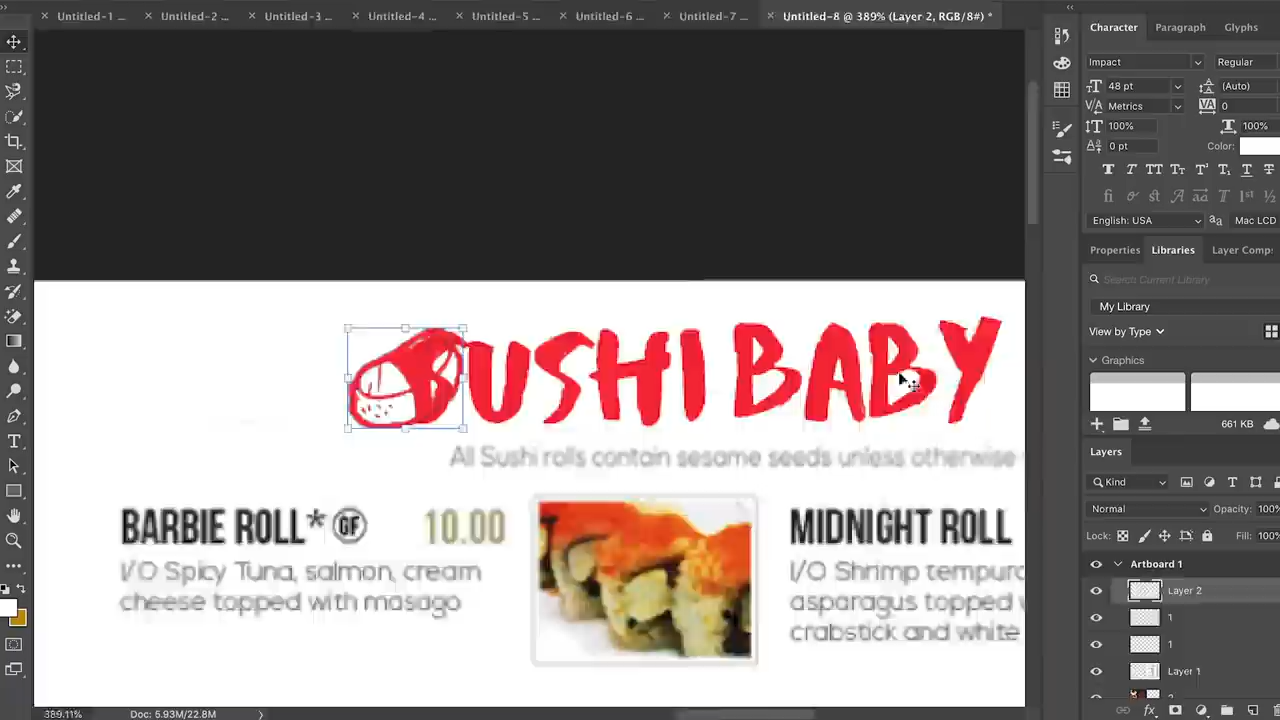 Untitled-1 ...
Untitled-2 ...
Untitled-3 ...
Untitled-4 ...
Untitled-5 ...
Untitled-6 ...
Untitled-7 ...
Untitled-8 @ 389% (Layer 2, RGB/8#) *
Character
Paragraph
Glyphs
Impact
Regular
48 pt
(Auto)
Metrics
0
100%
100%
0 pt
Color:
English: USA
aa
Mac LCD
Properties
Libraries
Layer Comp
Search Current Library
My Library
View by Type
Graphics
661 KB
Layers
Kind
Normal
Opacity: 100%
Lock:
Fill: 100%
Artboard 1
Layer 2
1
1
Layer 1
SUSHI BABY
All Sushi rolls contain sesame seeds unless otherwise
BARBIE ROLL* GF 10.00
I/O Spicy Tuna, salmon, cream
cheese topped with masago
MIDNIGHT ROLL
I/O Shrimp tempura
asparagus topped
crabstick and white
389.11%
Doc: 5.93M/22.8M